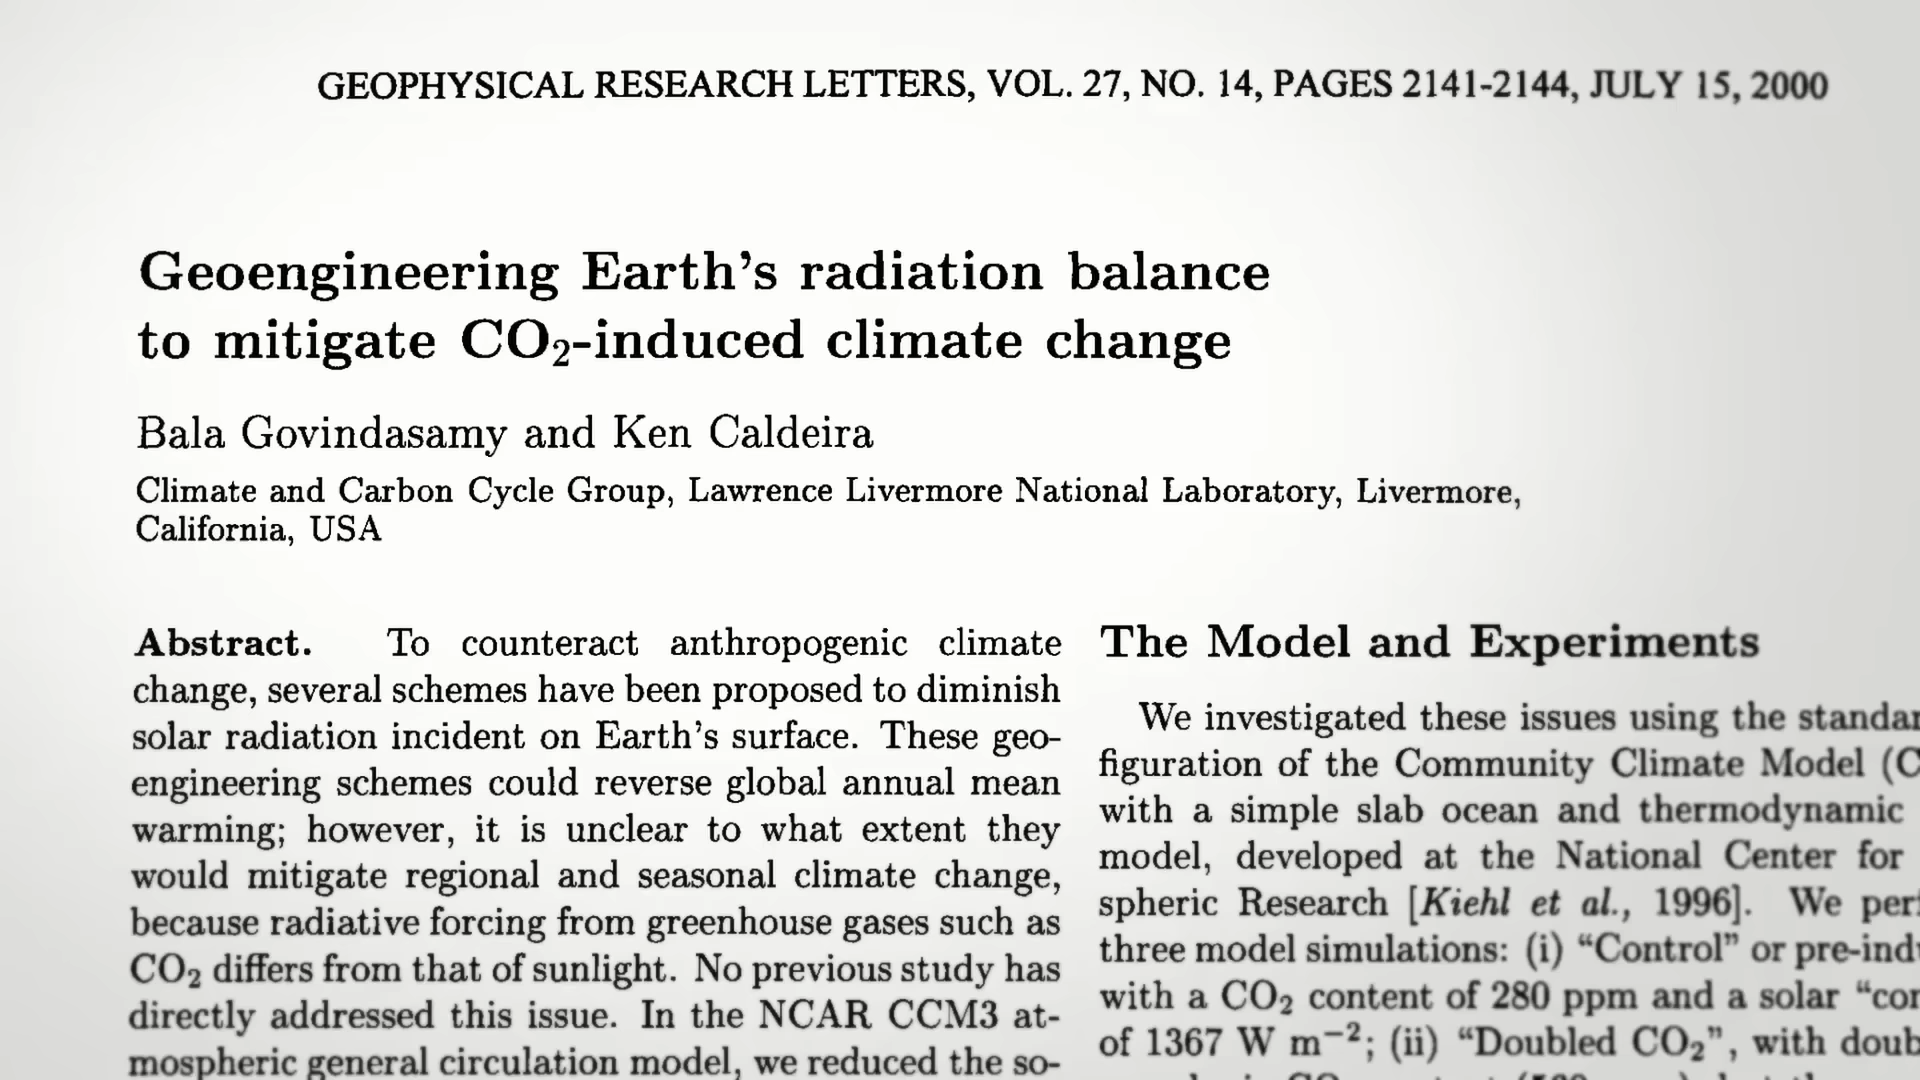 GEOPHYSICAL RESEARCH LETTERS, VOL. 27, NO. 14, PAGES 2141-2144, JULY 15, 2000
Geoengineering Earth's radiation balance
to mitigate CO₂-induced climate change
Bala Govindasamy and Ken Caldeira
Climate and Carbon Cycle Group, Lawrence Livermore National Laboratory, Livermore,
California, USA
Abstract. To counteract anthropogenic climate
change, several schemes have been proposed to diminish
solar radiation incident on Earth's surface. These geo-
engineering schemes could reverse global annual mean
warming; however, it is unclear to what extent they
would mitigate regional and seasonal climate change,
because radiative forcing from greenhouse gases such as
CO₂ differs from that of sunlight. No previous study has
directly addressed this issue. In the NCAR CCM3 at-
mospheric general circulation model, we reduced the so-
The Model and Experiments
We investigated these issues using the standar
figuration of the Community Climate Model (C
with a simple slab ocean and thermodynamic
model, developed at the National Center for
spheric Research [Kiehl et al., 1996]. We perf
three model simulations: (i) “Control” or pre-ind
with a CO₂ content of 280 ppm and a solar “con
of 1367 W m⁻²; (ii) “Doubled CO₂”, with doub